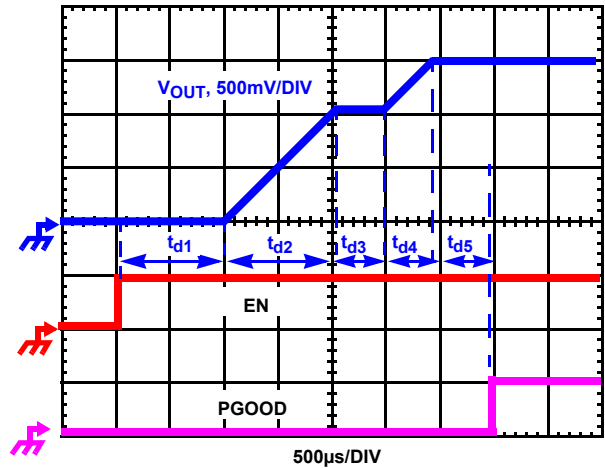 VOUT, 500mV/DIV
td1 td2 td3 td4 td5
EN
PGOOD
500µs/DIV